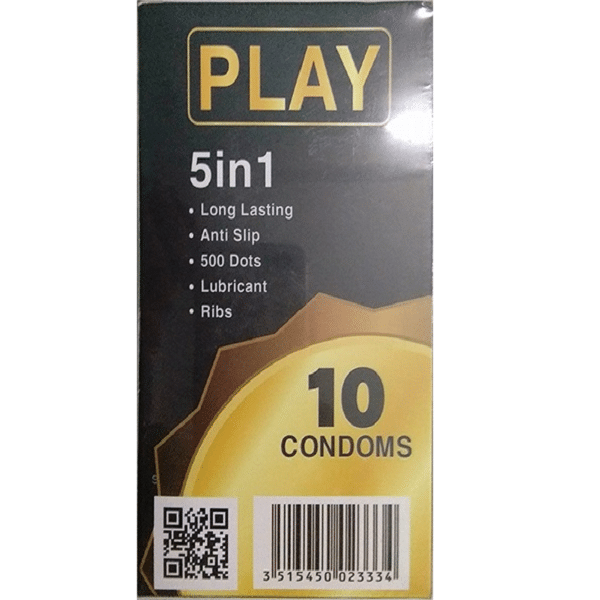 PLAY
5in1
• Long Lasting
• Anti Slip
• 500 Dots
• Lubricant
• Ribs
10
CONDOMS
3 515450 023334